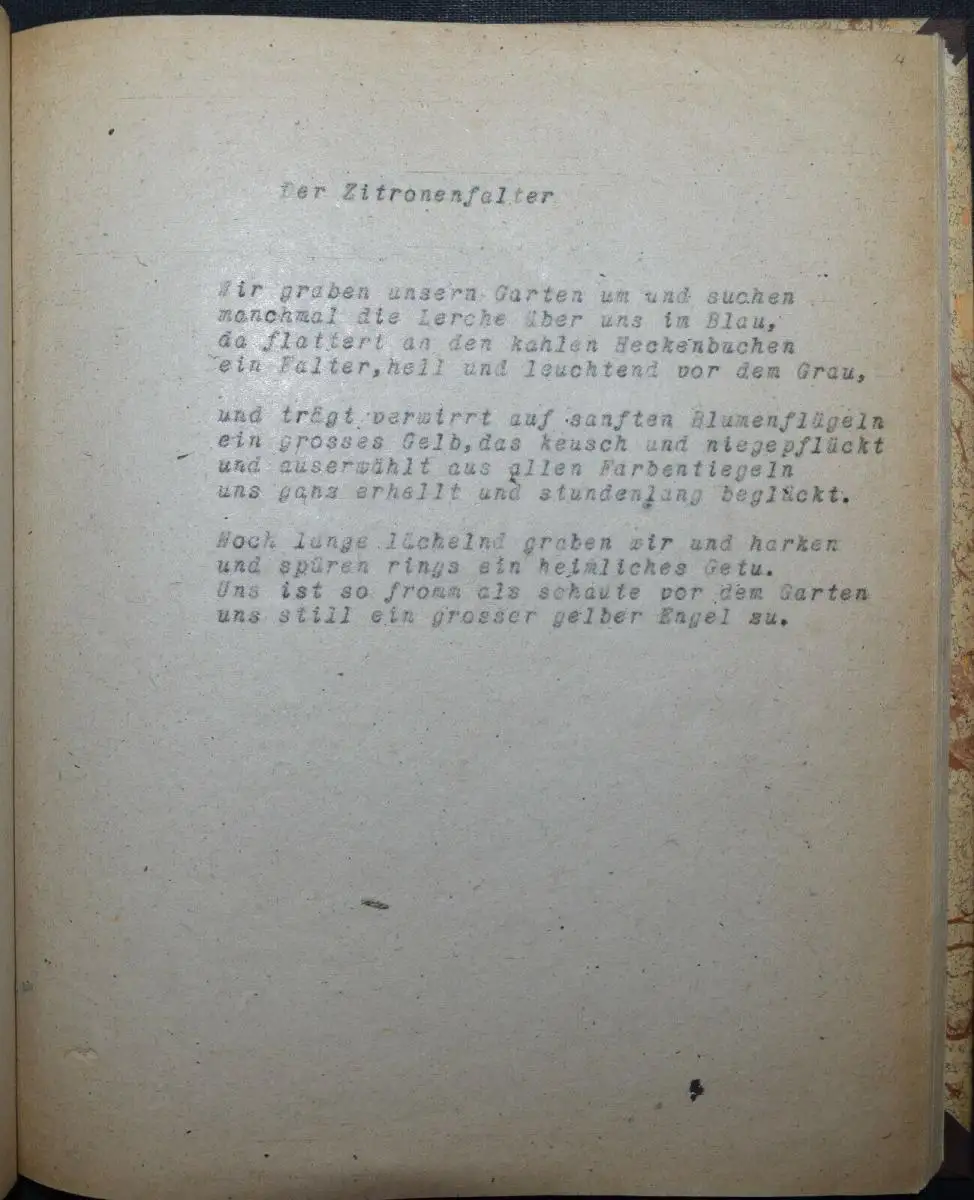 4
Der Zitronenfalter
Wir graben unsern Garten um und suchen
manchmal die Lerche über uns im Blau,
da flattert an den kahlen Heckenbuchen
ein Falter,hell und leuchtend vor dem Grau,
und trägt verwirrt auf sanften Blumenflügeln
ein grosses Gelb,das keusch und niegepflückt
und auserwählt aus allen Farbentiegeln
uns ganz erhellt und stundenlang beglückt.
Noch lange lächelnd graben wir und harken
und spüren rings ein heimliches Getu.
Uns ist so fromm als schaute vor dem Garten
uns still ein grosser gelber Engel zu.